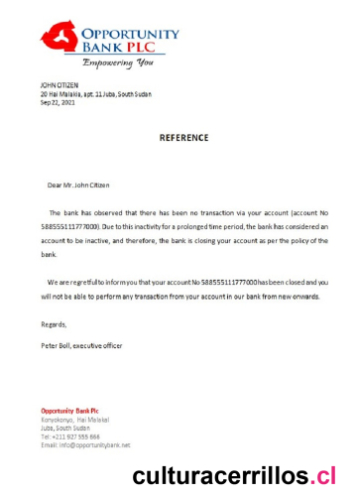 OPPORTUNITY
BANK PLC
Empowering You
JOHN CITIZEN
20 Hai Malakia, apt. 11 Juba, South Sudan
Sep 22, 2021
REFERENCE
Dear Mr. John Citizen
The bank has observed that there has been no transaction via your account (account No
588555111777000). Due to this inactivity for a prolonged time period, the bank has considered an
account to be inactive, and therefore, the bank is closing your account as per the policy of the
bank.
We are regretful to inform you that your account No 588555111777000 has been closed and you
will not be able to perform any transaction from your account in our bank from new onwards.
Regards,
Peter Bell, executive officer
Opportunity Bank Plc
Konyokonyo, Hai Malakal
Juba, South Sudan
Tel: +211 927 555 666
Email: info@opportunitybank.net
culturacerrillos.cl